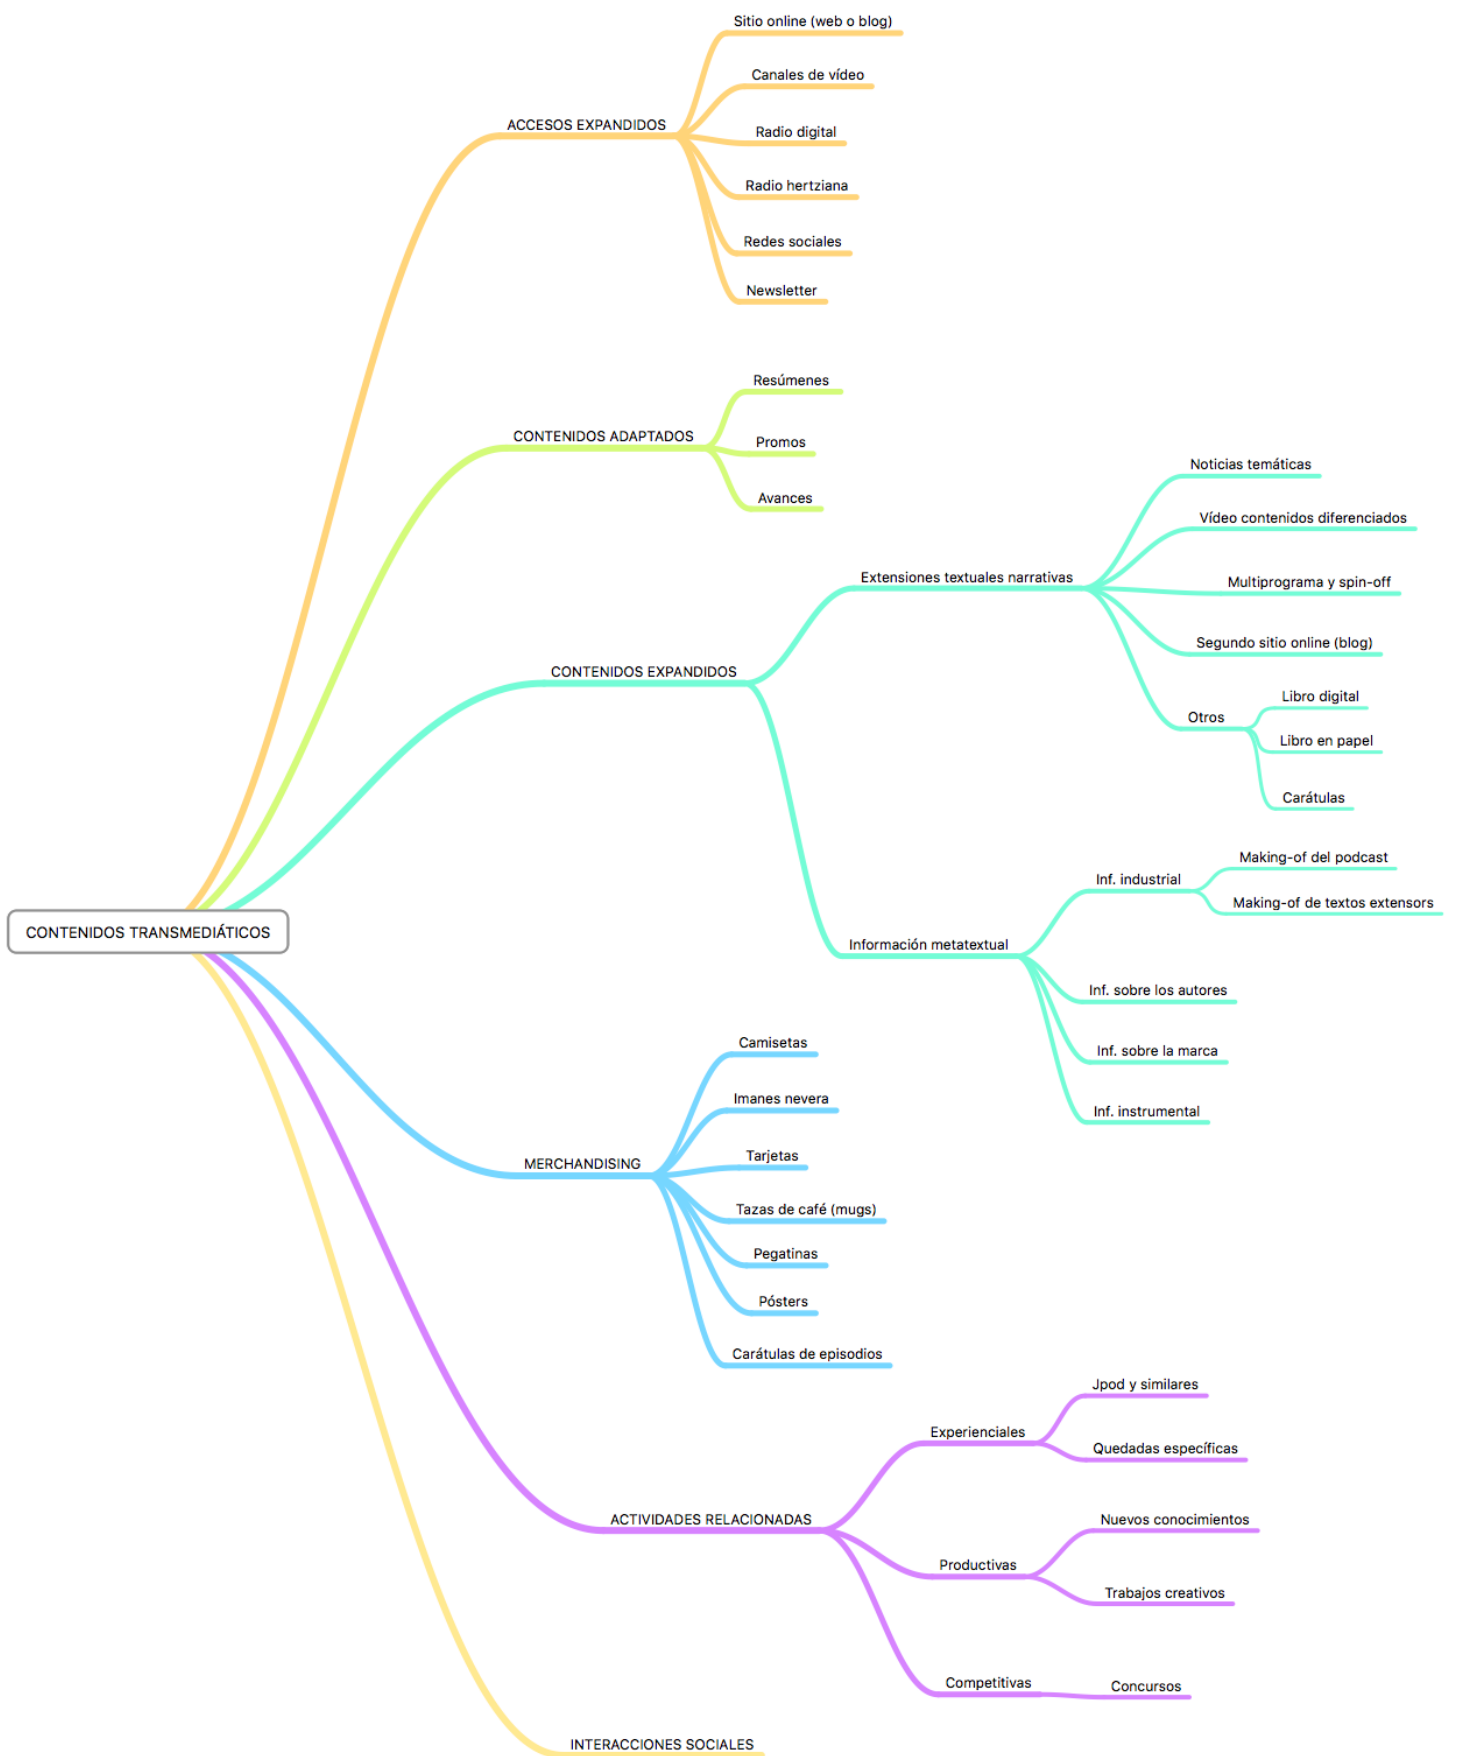 CONTENIDOS TRANSMEDIÁTICOS
ACCESOS EXPANDIDOS
Sitio online (web o blog)
Canales de vídeo
Radio digital
Radio hertziana
Redes sociales
Newsletter
CONTENIDOS ADAPTADOS
Resúmenes
Promos
Avances
CONTENIDOS EXPANDIDOS
Extensiones textuales narrativas
Noticias temáticas
Vídeo contenidos diferenciados
Multiprograma y spin-off
Segundo sitio online (blog)
Otros
Libro digital
Libro en papel
Carátulas
Información metatextual
Inf. industrial
Making-of del podcast
Making-of de textos extensors
Inf. sobre los autores
Inf. sobre la marca
Inf. instrumental
MERCHANDISING
Camisetas
Imanes nevera
Tarjetas
Tazas de café (mugs)
Pegatinas
Pósters
Carátulas de episodios
ACTIVIDADES RELACIONADAS
Experienciales
Jpod y similares
Quedadas específicas
Productivas
Nuevos conocimientos
Trabajos creativos
Competitivas
Concursos
INTERACCIONES SOCIALES